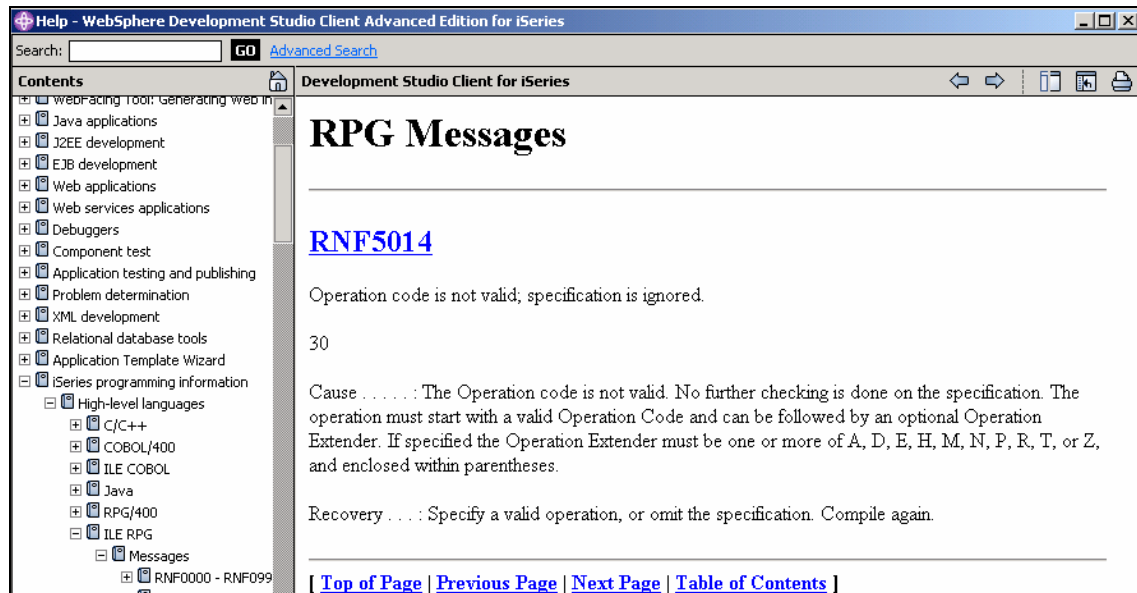 Help - WebSphere Development Studio Client Advanced Edition for iSeries
Search: GO Advanced Search
Contents
WebFacing Tool: Generating Web in
Java applications
J2EE development
EJB development
Web applications
Web services applications
Debuggers
Component test
Application testing and publishing
Problem determination
XML development
Relational database tools
Application Template Wizard
iSeries programming information
High-level languages
C/C++
COBOL/400
ILE COBOL
Java
RPG/400
ILE RPG
Messages
RNF0000 - RNF099
Development Studio Client for iSeries
RPG Messages
RNF5014
Operation code is not valid; specification is ignored.
30
Cause . . . . . : The Operation code is not valid. No further checking is done on the specification. The
operation must start with a valid Operation Code and can be followed by an optional Operation
Extender. If specified the Operation Extender must be one or more of A, D, E, H, M, N, P, R, T, or Z,
and enclosed within parentheses.
Recovery . . . : Specify a valid operation, or omit the specification. Compile again.
[ Top of Page | Previous Page | Next Page | Table of Contents ]